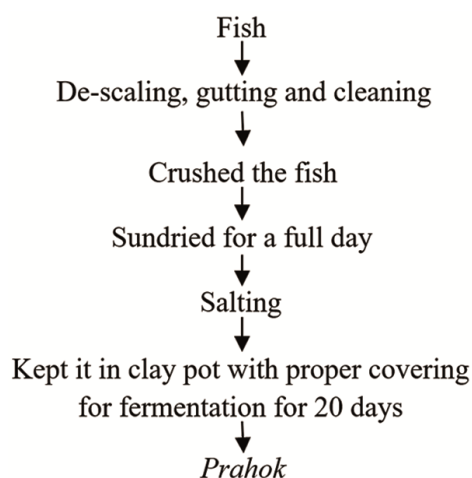 Fish
De-scaling, gutting and cleaning
Crushed the fish
Sundried for a full day
Salting
Kept it in clay pot with proper covering
for fermentation for 20 days
Prahok